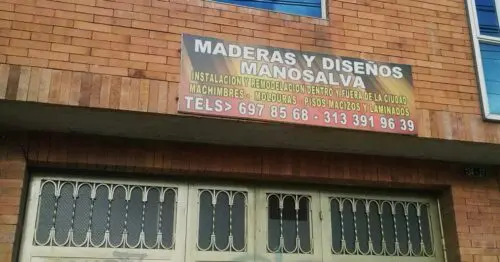 MADERAS Y DISEÑOS
MANOSALVA
INSTALACION Y REMODELACION DENTRO Y FUERA DE LA CIUDAD
MACHIMBRES - MOLDURAS PISOS MACIZOS Y LAMINADOS
TELS> 697 85 68 - 313 391 96 39